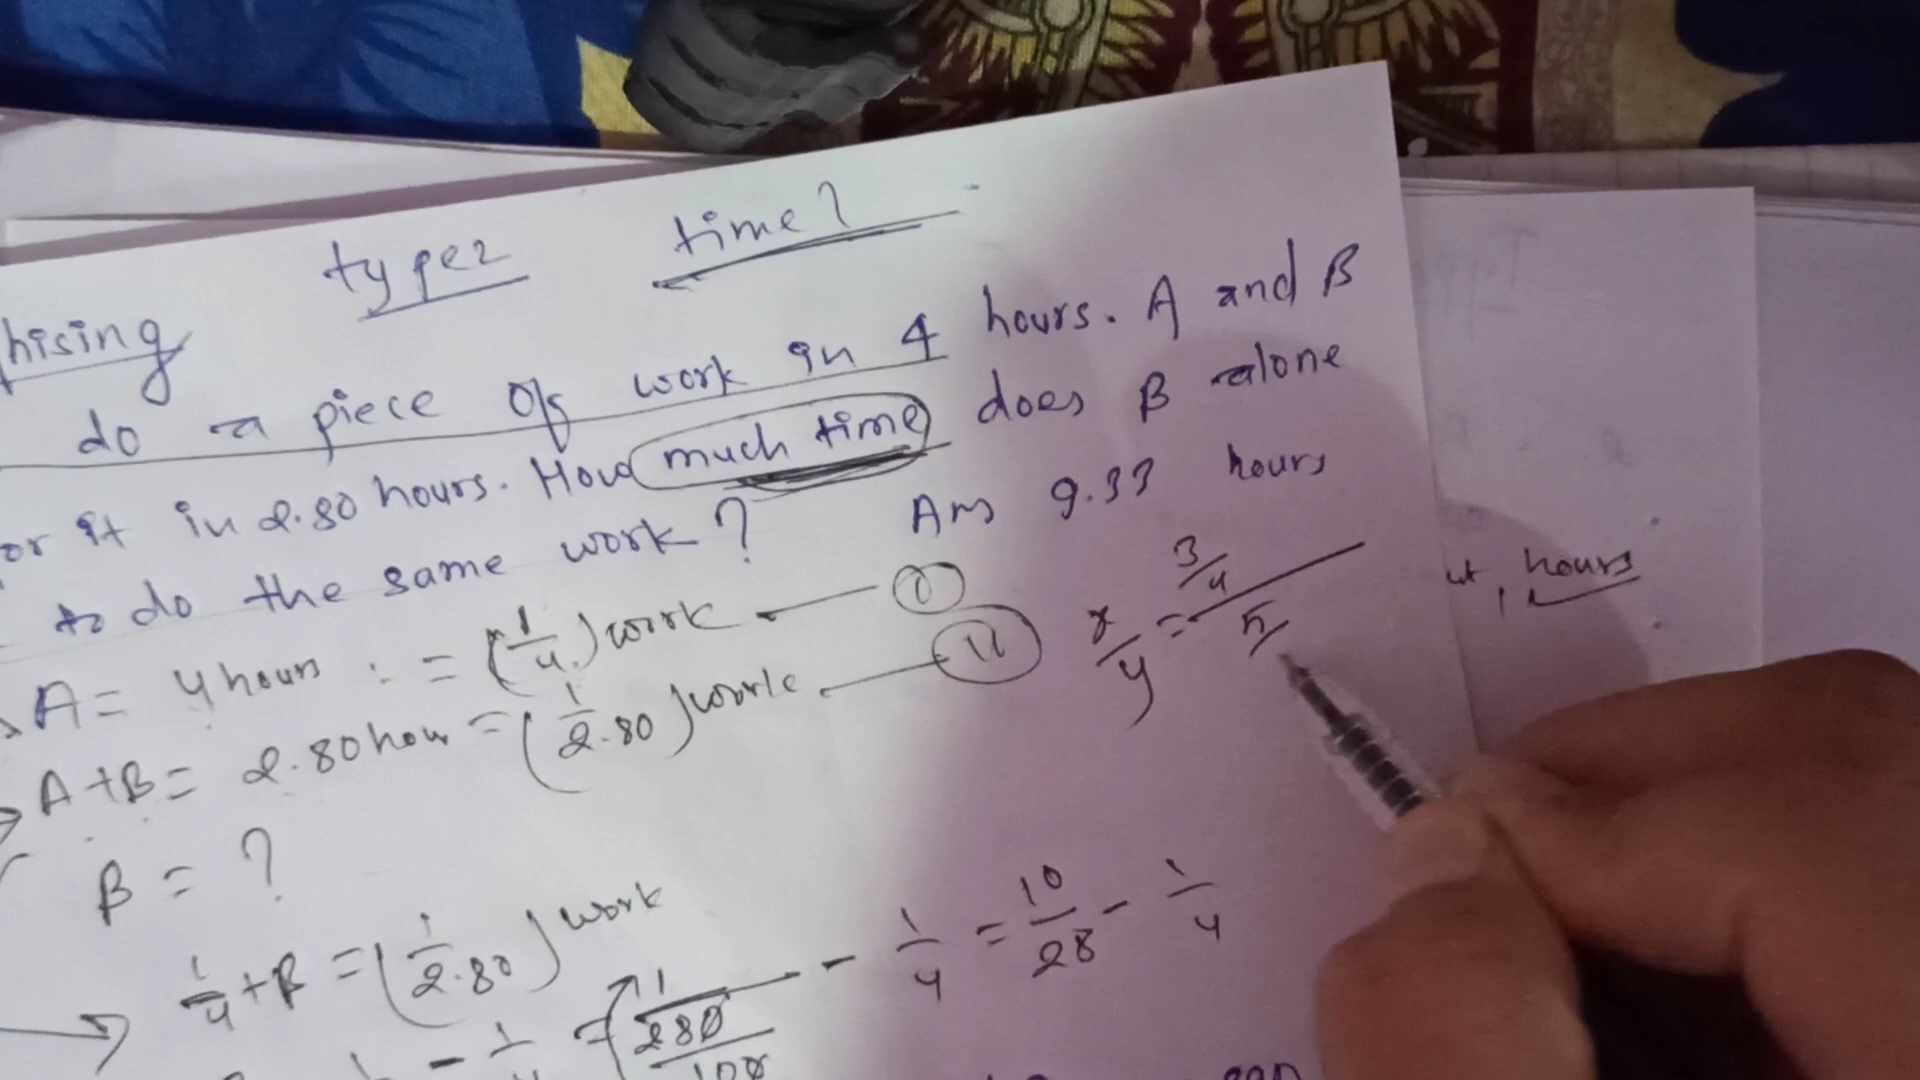 type2 time?
hising
do a piece of work in 4 hours. A and B
or it in 2.80 hours. How much time does B alone
to do the same work? Ans 9.33 hours
A = 4 hours = (1/4) work
A+B = 2.80 hour = (1/2.80) work — (11)
x/y = 3/4 / 5/
hours
B = ?
1/4 + B = (1/2.80) work
1/280/10 - 1/4 = 10/28 - 1/4